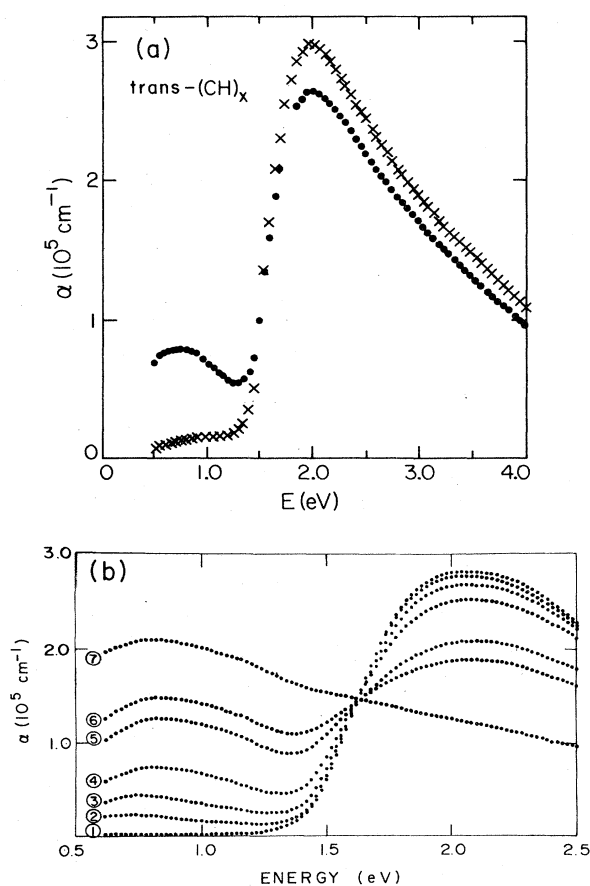 (a)
trans-(CH)x
3
2
1
0
α (10⁵ cm⁻¹)
0 1.0 2.0 3.0 4.0
E (eV)
(b)
3.0
2.0
1.0
α (10⁵ cm⁻¹)
⑦
⑥
⑤
④
③
②
①
0.5 1.0 1.5 2.0 2.5
ENERGY (eV)